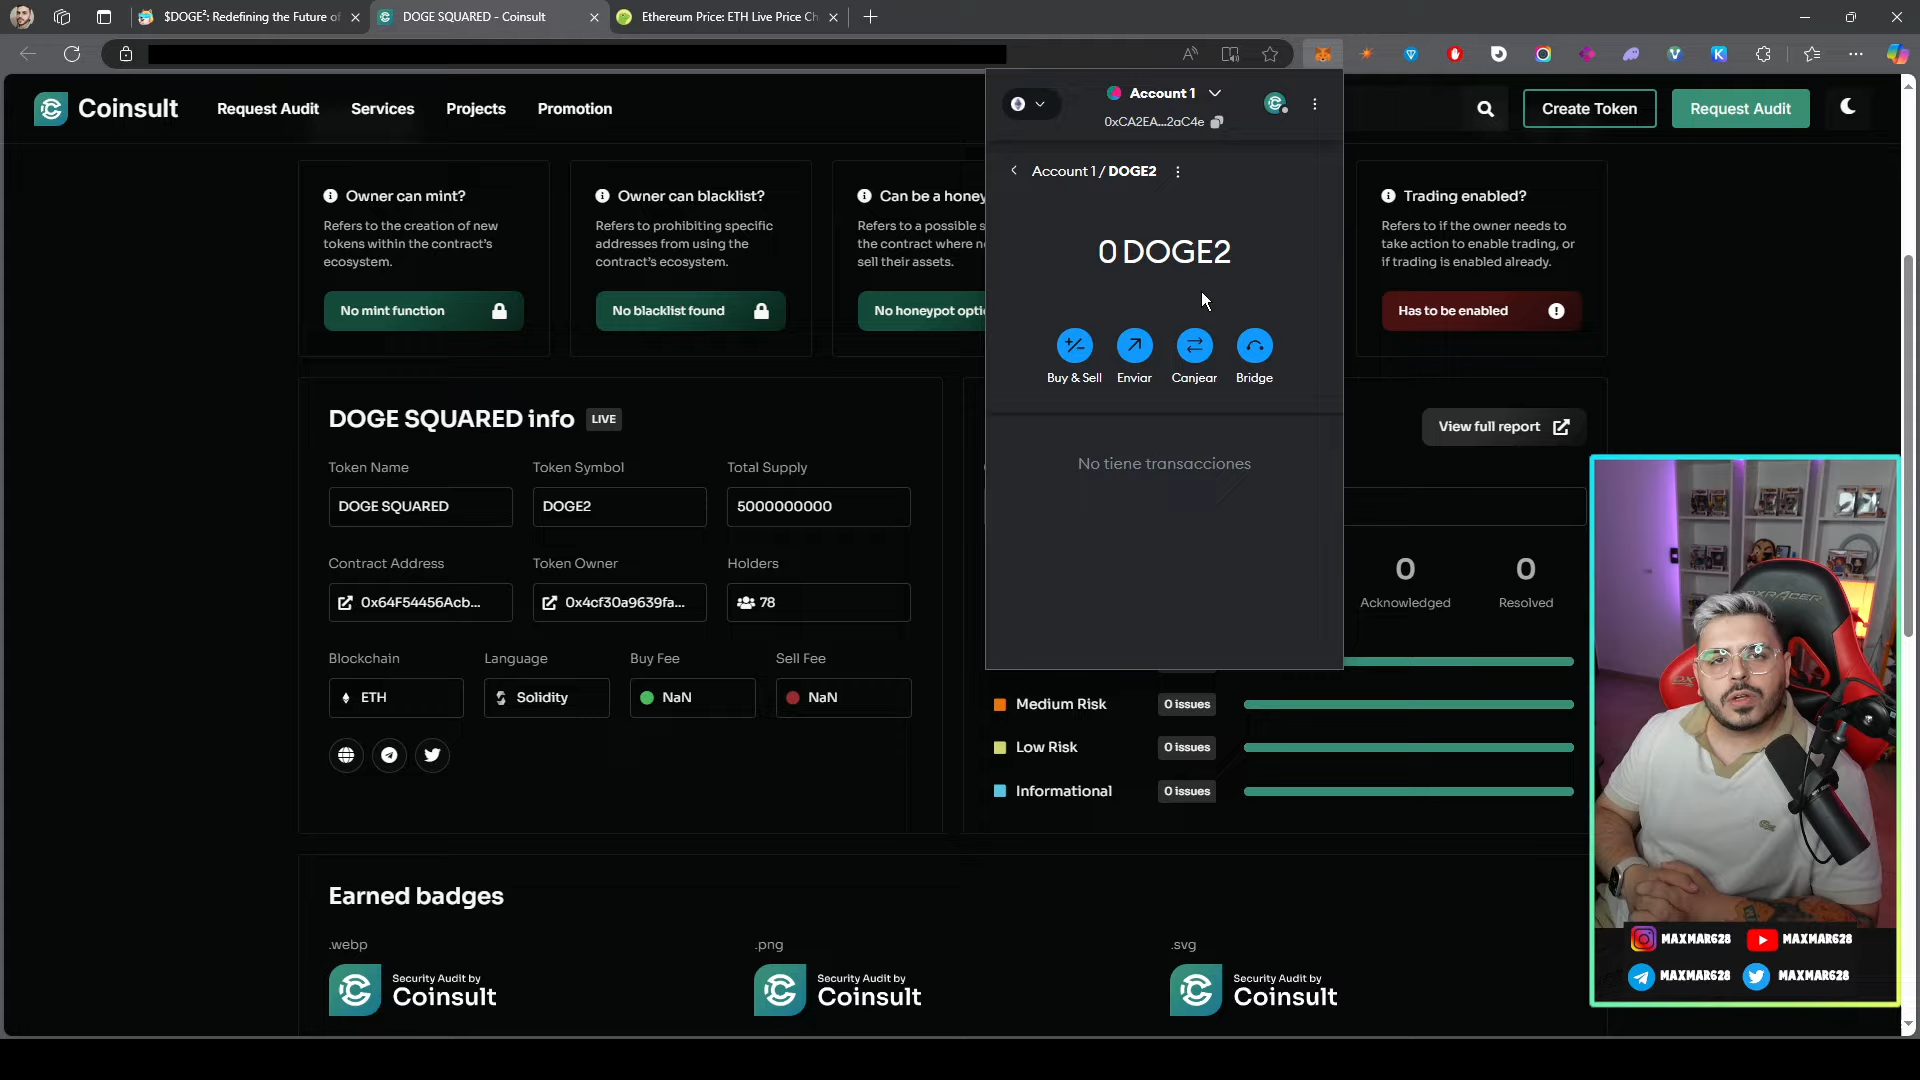 $DOGE²: Redefining the Future of
DOGE SQUARED - Coinsult
Ethereum Price: ETH Live Price Ch
Coinsult
Request Audit
Services
Projects
Promotion
Create Token
Request Audit
Account 1
0xCA2EA...2aC4e
Account 1 / DOGE2
0 DOGE2
Buy & Sell
Enviar
Canjear
Bridge
No tiene transacciones
Owner can mint?
Refers to the creation of new
tokens within the contract's
ecosystem.
No mint function
Owner can blacklist?
Refers to prohibiting specific
addresses from using the
contract's ecosystem.
No blacklist found
Can be a honey
Refers to a possible s
the contract where n
sell their assets.
No honeypot opti
Trading enabled?
Refers to if the owner needs to
take action to enable trading, or
if trading is enabled already.
Has to be enabled
DOGE SQUARED info
LIVE
Token Name
Token Symbol
Total Supply
DOGE SQUARED
DOGE2
5000000000
Contract Address
Token Owner
Holders
0x64F54456Acb...
0x4cf30a9639fa...
78
Blockchain
Language
Buy Fee
Sell Fee
ETH
Solidity
NaN
NaN
View full report
0
0
Acknowledged
Resolved
Medium Risk
0 issues
Low Risk
0 issues
Informational
0 issues
Earned badges
.webp
.png
.svg
Security Audit by
Coinsult
Security Audit by
Coinsult
Security Audit by
Coinsult
DXRACER
MAXMAR628
MAXMAR628
MAXMAR628
MAXMAR628